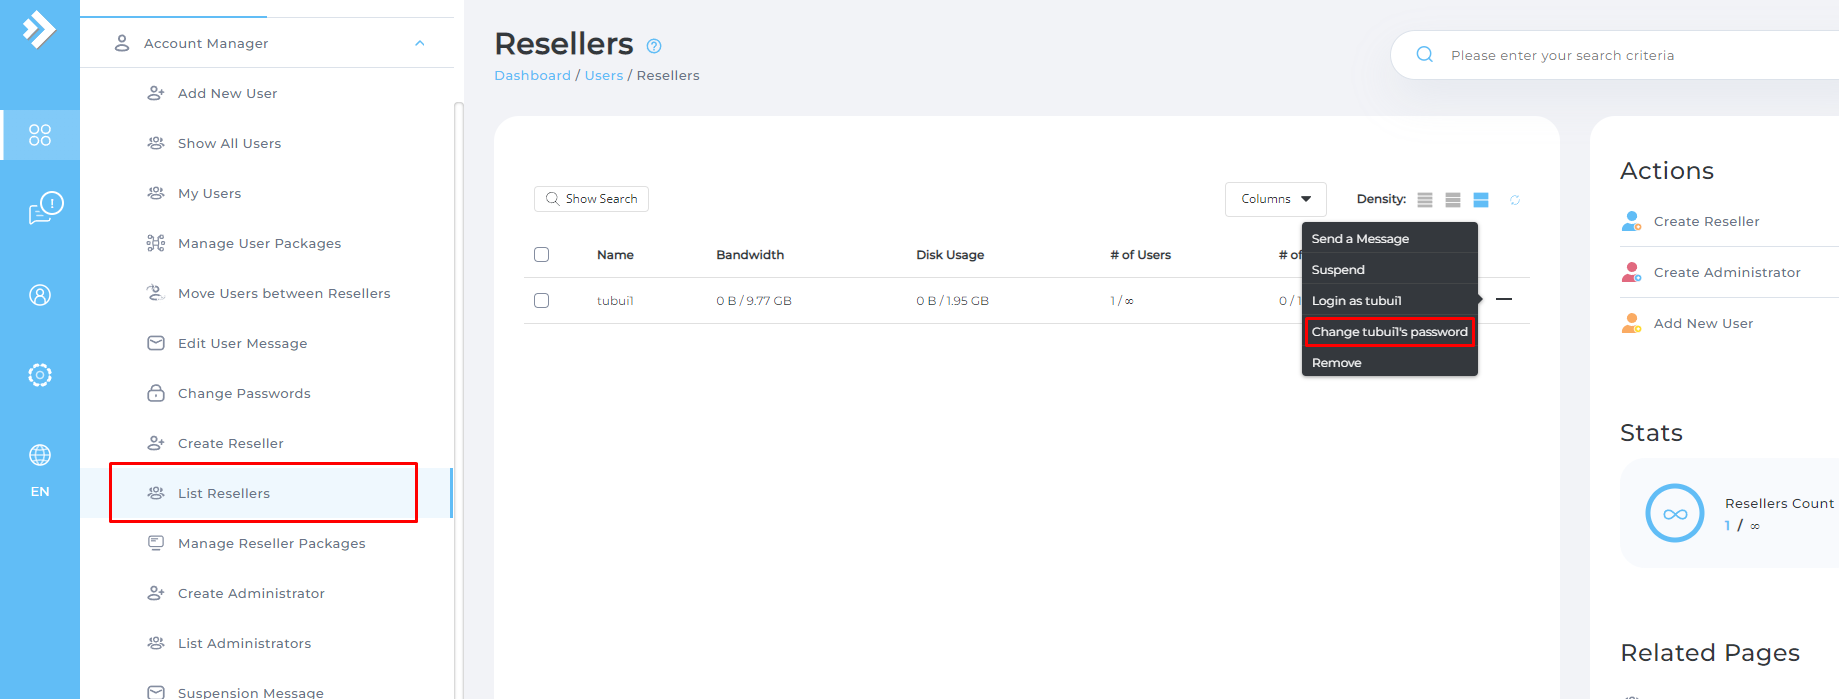 EN
Account Manager
Add New User
Show All Users
My Users
Manage User Packages
Move Users between Resellers
Edit User Message
Change Passwords
Create Reseller
List Resellers
Manage Reseller Packages
Create Administrator
List Administrators
Suspension Message
Resellers
Dashboard / Users / Resellers
Please enter your search criteria
Show Search
Columns
Density:
Name Bandwidth Disk Usage # of Users # of
tubui1 0 B / 9.77 GB 0 B / 1.95 GB 1 / ∞ 0 / 1
Send a Message
Suspend
Login as tubui1
Change tubui1's password
Remove
Actions
Create Reseller
Create Administrator
Add New User
Stats
Resellers Count
1 / ∞
Related Pages